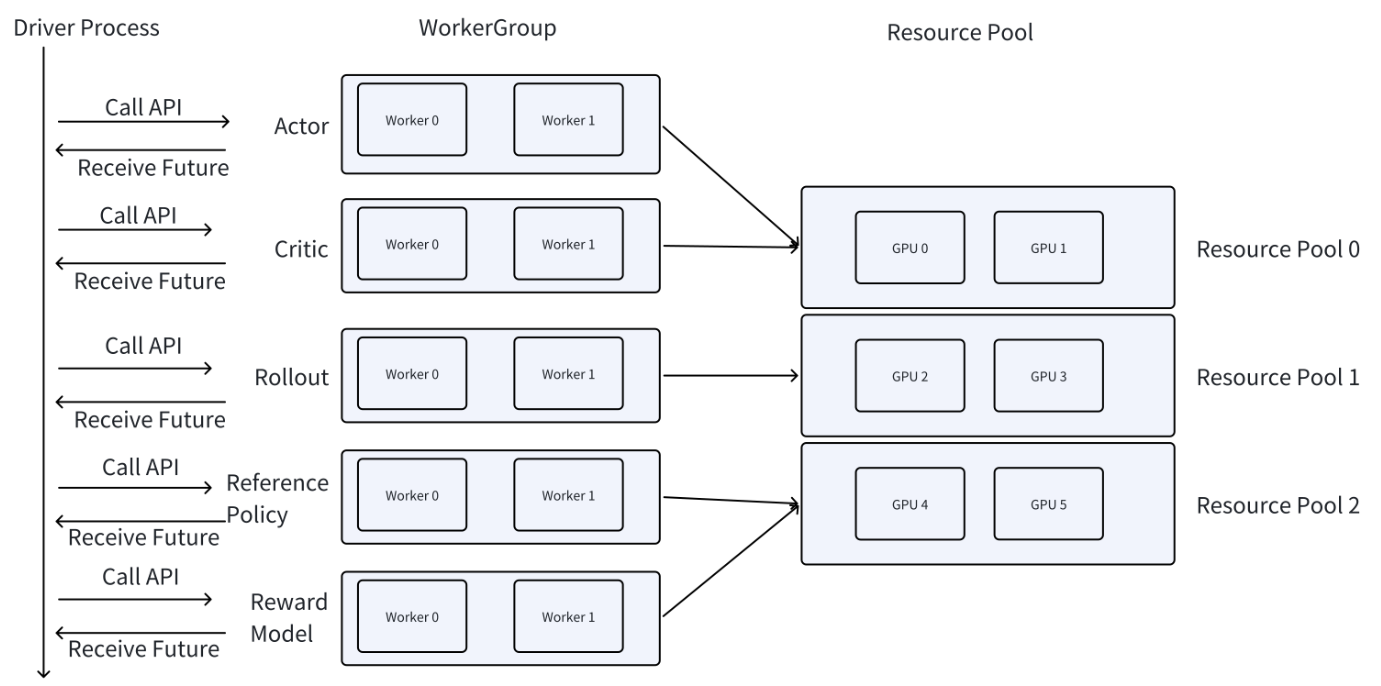 Driver Process
WorkerGroup
Resource Pool
Call API
Receive Future
Actor
Worker 0
Worker 1
Call API
Receive Future
Critic
Worker 0
Worker 1
GPU 0
GPU 1
Resource Pool 0
Call API
Receive Future
Rollout
Worker 0
Worker 1
GPU 2
GPU 3
Resource Pool 1
Call API
Receive Future
Reference
Policy
Worker 0
Worker 1
GPU 4
GPU 5
Resource Pool 2
Call API
Receive Future
Reward
Model
Worker 0
Worker 1